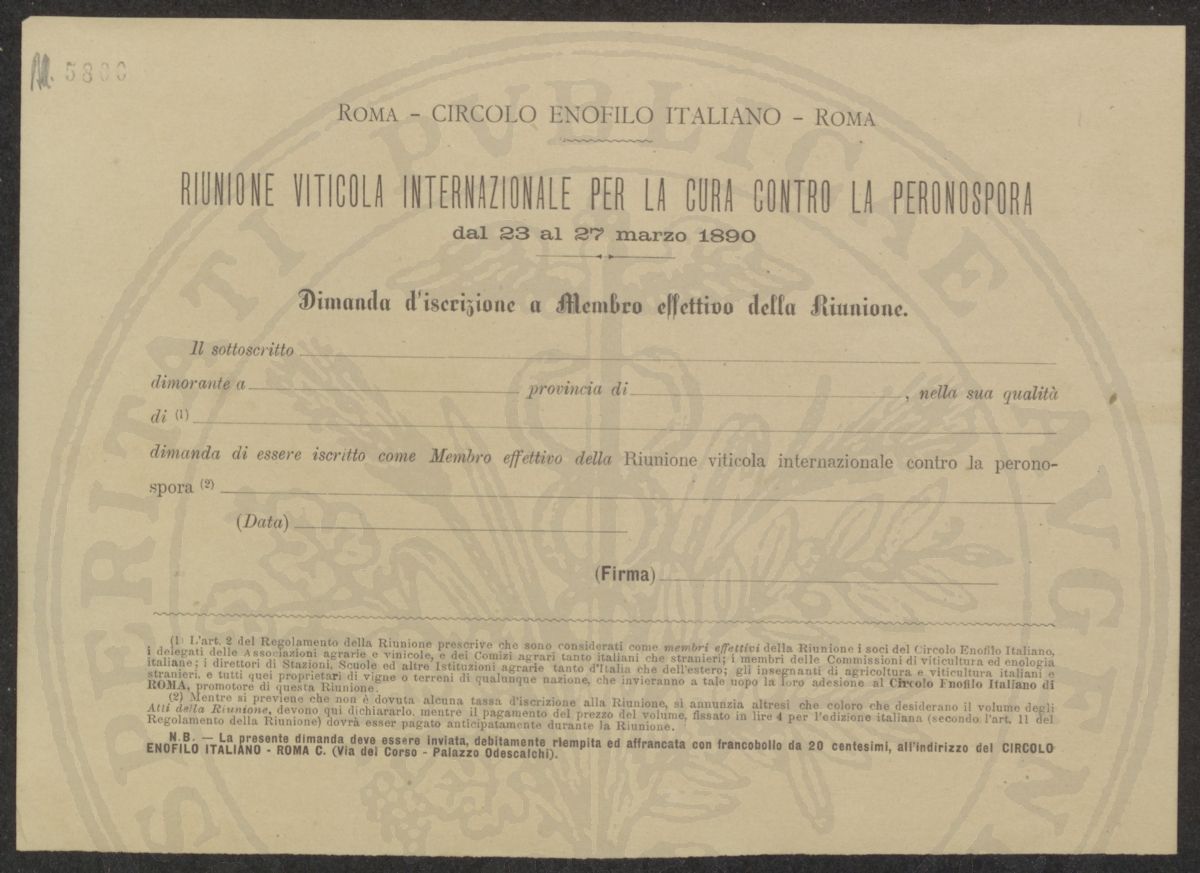 5800
ROMA - CIRCOLO ENOFILO ITALIANO - ROMA
RIUNIONE VITICOLA INTERNAZIONALE PER LA CURA CONTRO LA PERONOSPORA
dal 23 al 27 marzo 1890
Dimanda d'iscrizione a Membro effettivo della Riunione.
Il sottoscritto
dimorante a provincia di , nella sua qualità
di (1)
dimanda di essere iscritto come Membro effettivo della Riunione viticola internazionale contro la perono-
spora (2)
(Data)
(Firma)
(1) L'art. 2 del Regolamento della Riunione prescrive che sono considerati come membri effettivi della Riunione i soci del Circolo Enofilo Italiano,
i delegati delle Associazioni agrarie e vinicole, e dei Comizi agrari tanto italiani che stranieri; i membri delle Commissioni di viticultura ed enologia
italiane; i direttori di Stazioni, Scuole ed altre Istituzioni agrarie tanto d'Italia che dell'estero; gli insegnanti di agricoltura e viticultura italiani e
stranieri, e tutti quei proprietari di vigne o terreni di qualunque nazione, che invieranno a tale uopo la loro adesione al Circolo Enofilo Italiano di
ROMA, promotore di questa Riunione.
(2) Mentre si previene che non è dovuta alcuna tassa d'iscrizione alla Riunione, si annunzia altresì che coloro che desiderano il volume degli
Atti della Riunione, devono qui dichiararlo, mentre il pagamento del prezzo del volume, fissato in lire 4 per l'edizione italiana (secondo l'art. 11 del
Regolamento della Riunione) dovrà esser pagato anticipatamente durante la Riunione.
N.B. — La presente dimanda deve essere inviata, debitamente riempita ed affrancata con francobollo da 20 centesimi, all'indirizzo del CIRCOLO
ENOFILO ITALIANO - ROMA C. (Via del Corso - Palazzo Odescalchi).
SPERITATI PVBLICAE AVGEN